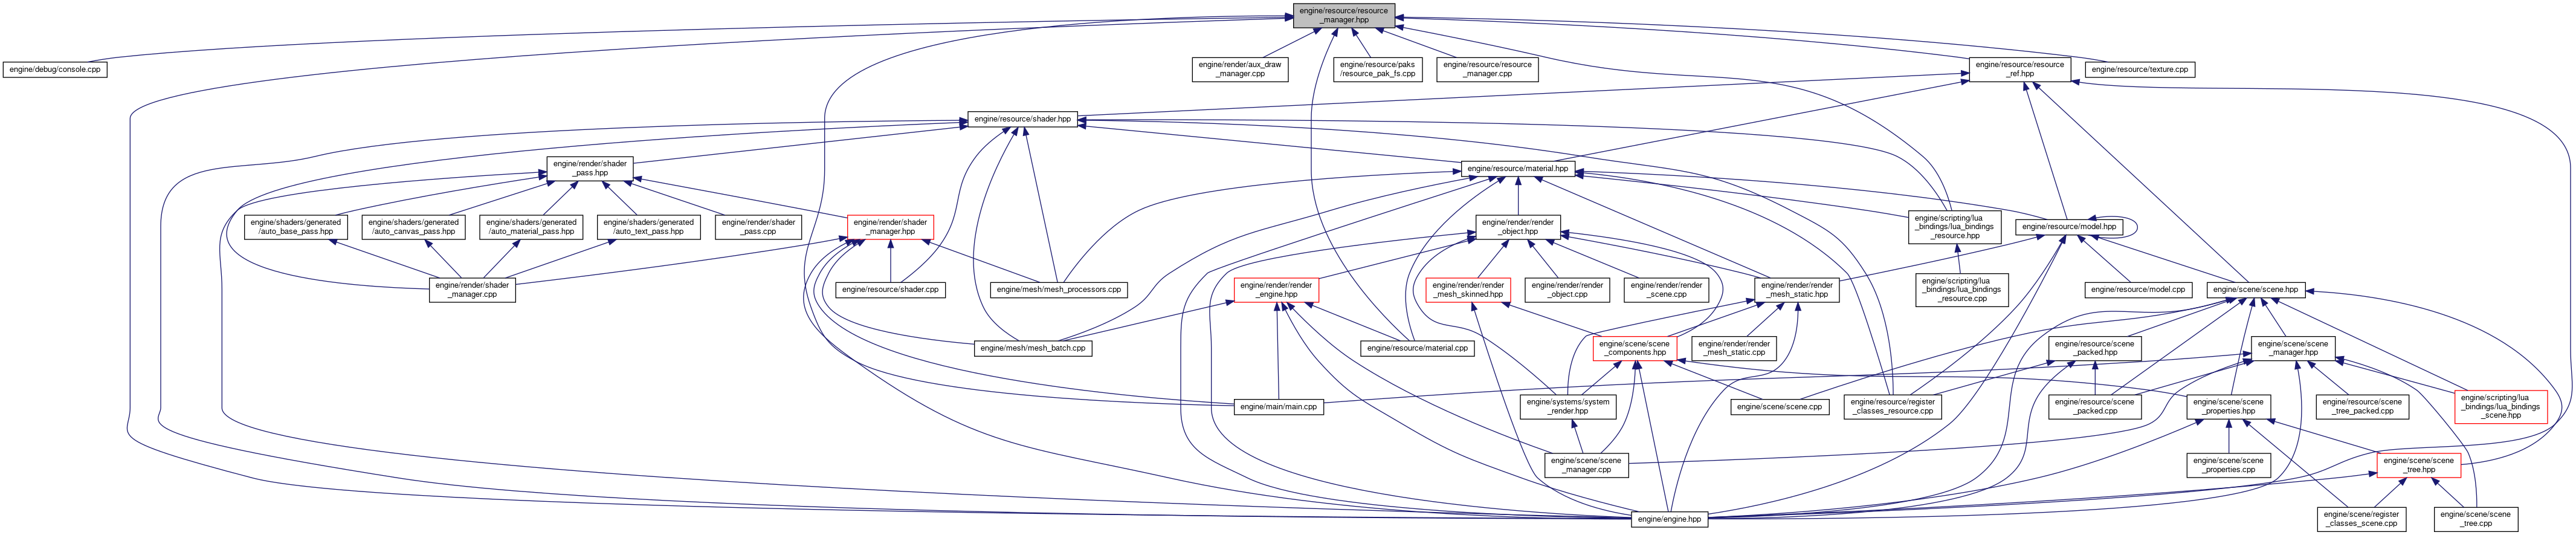 engine/resource/resource
_manager.hpp
engine/debug/console.cpp
engine/render/aux_draw
_manager.cpp
engine/resource/paks
/resource_pak_fs.cpp
engine/resource/resource
_manager.cpp
engine/resource/resource
_ref.hpp
engine/resource/texture.cpp
engine/resource/shader.hpp
engine/render/shader
_pass.hpp
engine/resource/material.hpp
engine/shaders/generated
/auto_base_pass.hpp
engine/shaders/generated
/auto_canvas_pass.hpp
engine/shaders/generated
/auto_material_pass.hpp
engine/shaders/generated
/auto_text_pass.hpp
engine/render/shader
_pass.cpp
engine/render/shader
_manager.hpp
engine/render/render
_object.hpp
engine/scripting/lua
_bindings/lua_bindings
_resource.hpp
engine/resource/model.hpp
engine/render/shader
_manager.cpp
engine/resource/shader.cpp
engine/mesh/mesh_processors.cpp
engine/render/render
_engine.hpp
engine/render/render
_mesh_skinned.hpp
engine/render/render
_object.cpp
engine/render/render
_scene.cpp
engine/render/render
_mesh_static.hpp
engine/scripting/lua
_bindings/lua_bindings
_resource.cpp
engine/resource/model.cpp
engine/scene/scene.hpp
engine/mesh/mesh_batch.cpp
engine/resource/material.cpp
engine/scene/scene
_components.hpp
engine/render/render
_mesh_static.cpp
engine/resource/scene
_packed.hpp
engine/scene/scene
_manager.hpp
engine/main/main.cpp
engine/systems/system
_render.hpp
engine/scene/scene.cpp
engine/resource/register
_classes_resource.cpp
engine/resource/scene
_packed.cpp
engine/scene/scene
_properties.hpp
engine/resource/scene
_tree_packed.cpp
engine/scripting/lua
_bindings/lua_bindings
_scene.hpp
engine/scene/scene
_manager.cpp
engine/scene/scene
_properties.cpp
engine/scene/scene
_tree.hpp
engine/engine.hpp
engine/scene/register
_classes_scene.cpp
engine/scene/scene
_tree.cpp